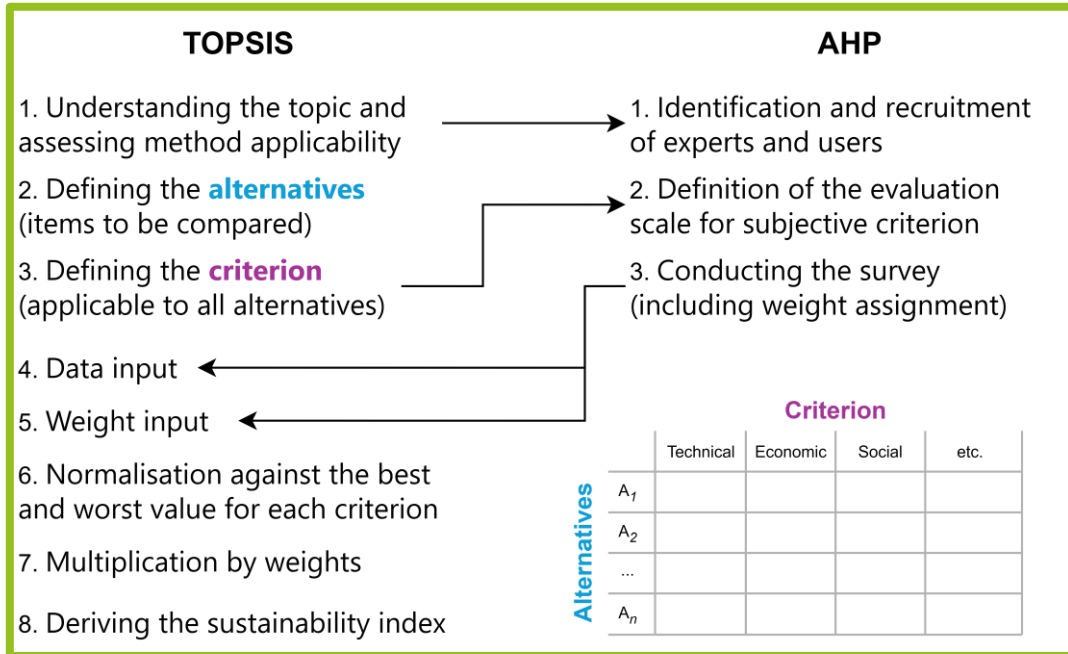 TOPSIS
1. Understanding the topic and
assessing method applicability
2. Defining the alternatives
(items to be compared)
3. Defining the criterion
(applicable to all alternatives)
4. Data input
5. Weight input
6. Normalisation against the best
and worst value for each criterion
7. Multiplication by weights
8. Deriving the sustainability index
AHP
1. Identification and recruitment
of experts and users
2. Definition of the evaluation
scale for subjective criterion
3. Conducting the survey
(including weight assignment)
Criterion
Technical Economic Social etc.
Alternatives
A1
A2
...
An